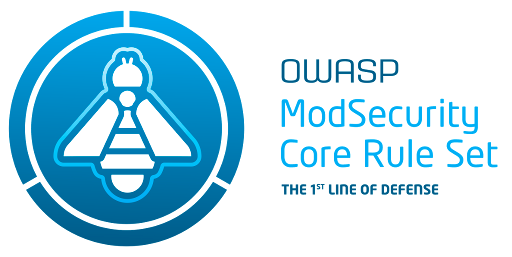 OWASP
ModSecurity
Core Rule Set
THE 1ST LINE OF DEFENSE